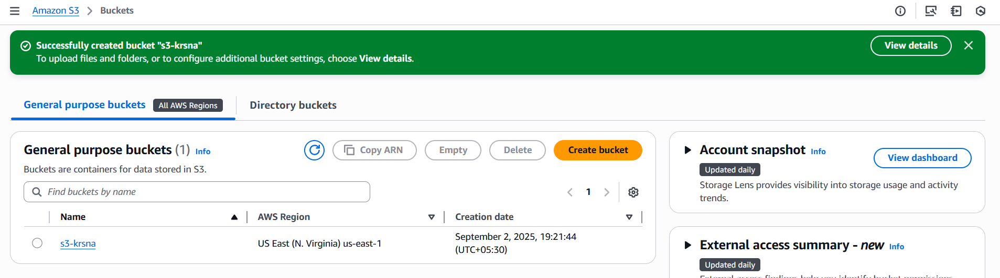 Amazon S3 > Buckets
Successfully created bucket "s3-krsna"
To upload files and folders, or to configure additional bucket settings, choose View details.
View details
General purpose buckets
All AWS Regions
Directory buckets
General purpose buckets (1) Info
Copy ARN
Empty
Delete
Create bucket
Buckets are containers for data stored in S3.
Find buckets by name
1
Name
AWS Region
Creation date
s3-krsna
US East (N. Virginia) us-east-1
September 2, 2025, 19:21:44
(UTC+05:30)
Account snapshot Info
View dashboard
Updated daily
Storage Lens provides visibility into storage usage and activity
trends.
External access summary - new Info
Updated daily